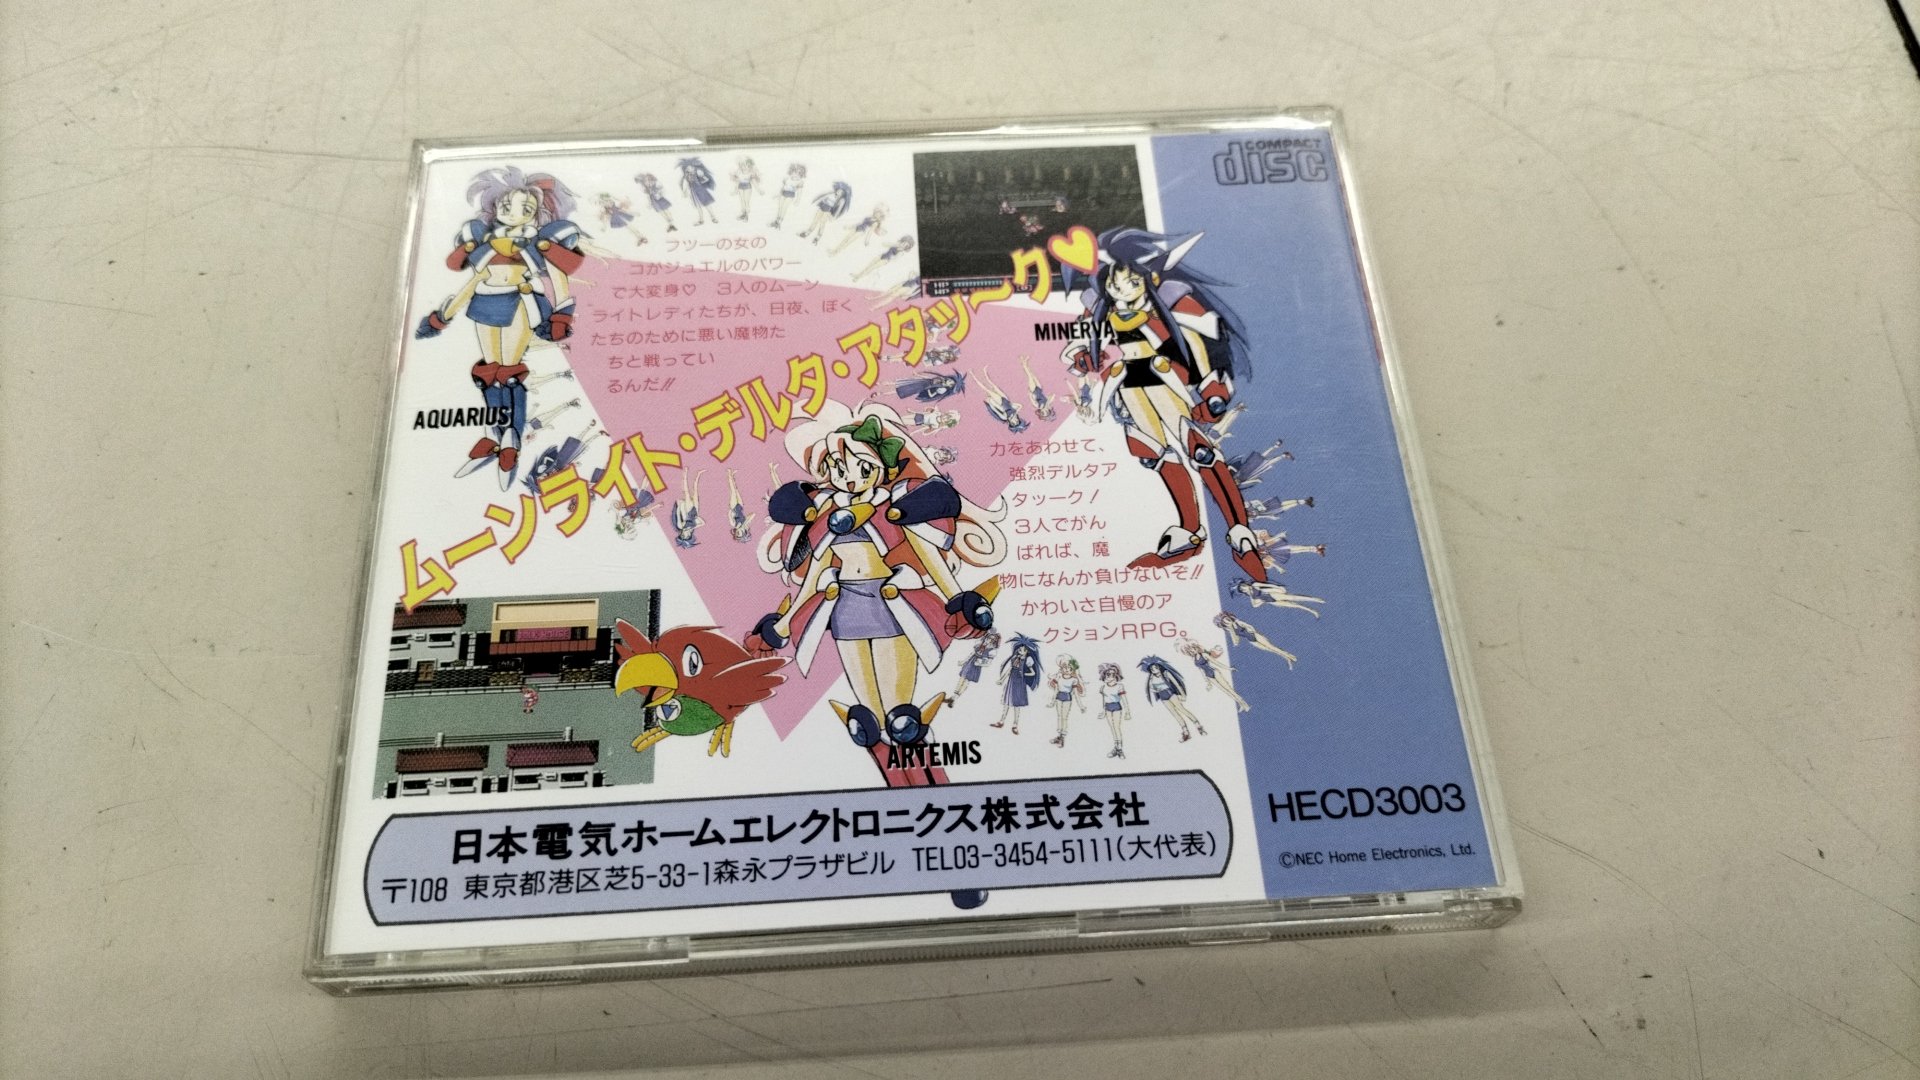 COMPACT
disc
フツーの女の
コがジュエルのパワー
で大変身♡ 3人のムーン
ライトレディたちが、日夜、ぼく
たちのために悪い魔物た
ちと戦ってい
るんだ!!
ムーンライト・デルタ・アタッーク♥
AQUARIUS
MINERVA
ARTEMIS
力をあわせて、
強烈デルタア
タッーク!
3人でがん
ばれば、魔
物になんか負けないぞ!!
かわいさ自慢のア
クションRPG。
日本電気ホームエレクトロニクス株式会社
〒108 東京都港区芝5-33-1森永プラザビル TEL03-3454-5111(大代表)
HECD3003
©NEC Home Electronics, Ltd.